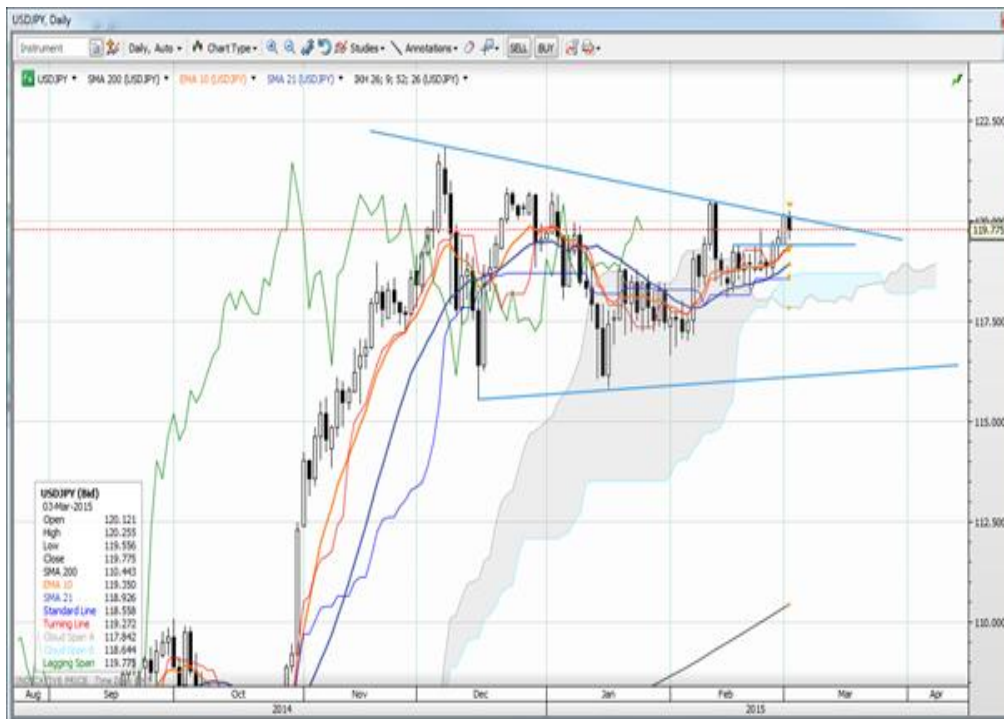 USDJPY, Daily
Instrument Daily, Auto Chart Type Studies Annotations SELL BUY
USDJPY SMA 200 (USDJPY) EMA 10 (USDJPY) SMA 21 (USDJPY) IKH 26; 9; 52; 26 (USDJPY)
122.500
120.000
119.775
117.500
115.000
112.500
110.000
USDJPY (Bid)
03-Mar-2015
Open 120.121
High 120.255
Low 119.556
Close 119.775
SMA 200 110.443
EMA 10 119.350
SMA 21 118.926
Standard Line 118.558
Turning Line 119.272
Cloud Span A 117.842
Cloud Span B 118.644
Lagging Span 119.775
INDICATIVE PRICE
Aug Sep Oct Nov Dec Jan Feb Mar Apr
2014 2015